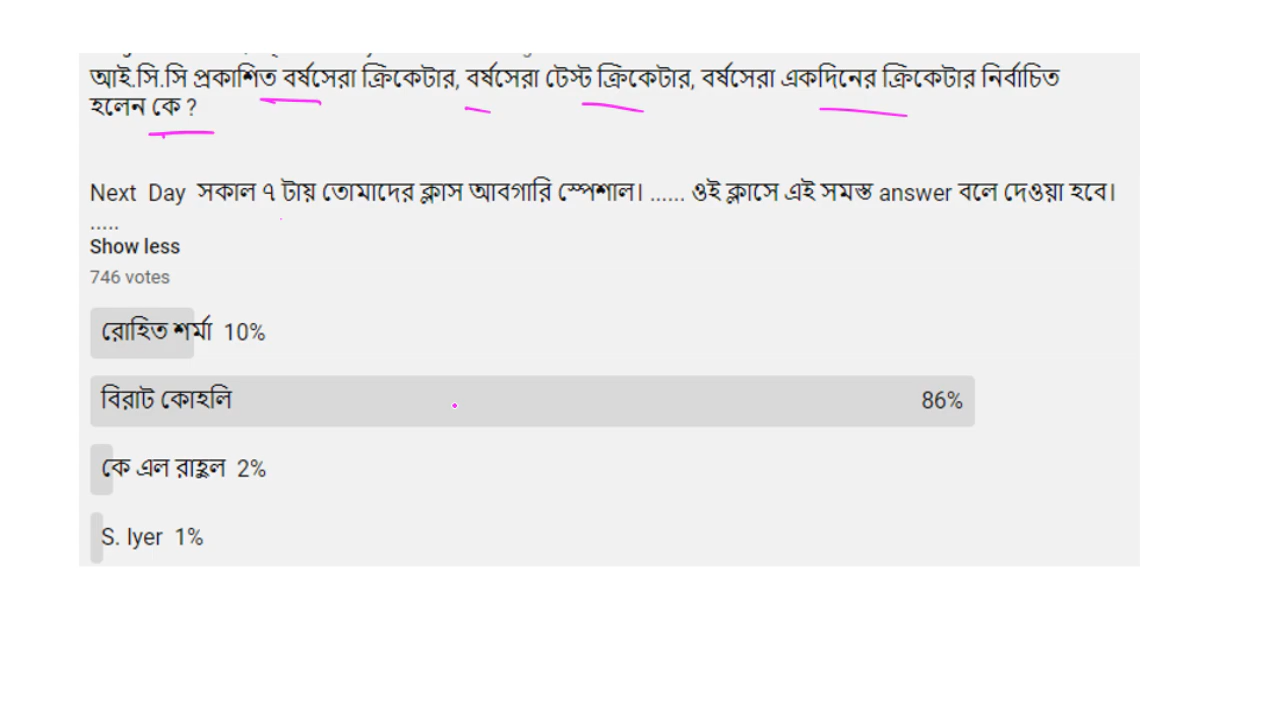 আই.সি.সি প্রকাশিত বর্ষসেরা ক্রিকেটার, বর্ষসেরা টেস্ট ক্রিকেটার, বর্ষসেরা একদিনের ক্রিকেটার নির্বাচিত
হলেন কে ?
Next Day সকাল ৭ টায় তোমাদের ক্লাস আবগারি স্পেশাল। ...... ওই ক্লাসে এই সমস্ত answer বলে দেওয়া হবে।
.....
Show less
746 votes
রোহিত শর্মা 10%
বিরাট কোহলি 86%
কে এল রাহুল 2%
S. Iyer 1%